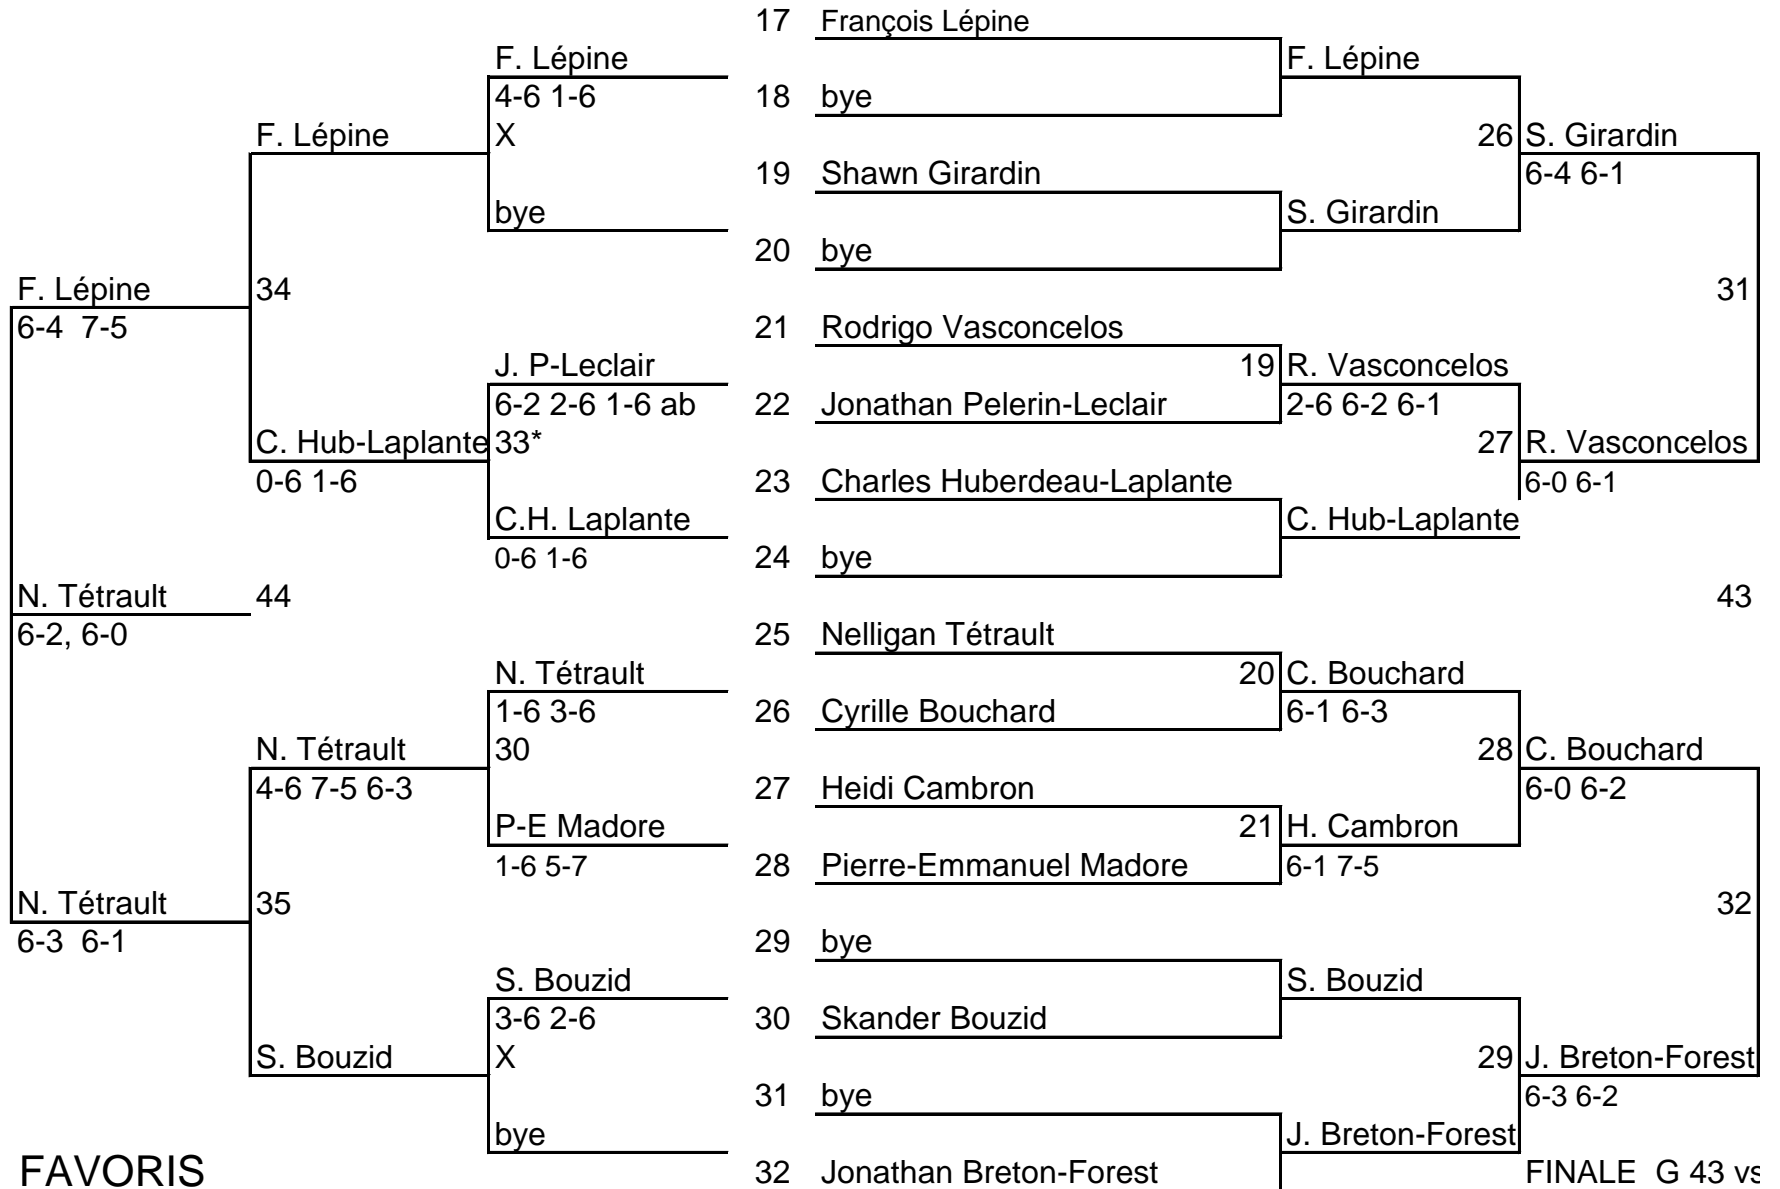 17 François Lépine
F. Lépine F. Lépine
4-6 1-6 18 bye
F. Lépine X 26 S. Girardin
19 Shawn Girardin 6-4 6-1
bye S. Girardin
20 bye
F. Lépine 34 31
6-4 7-5 21 Rodrigo Vasconcelos
J. P-Leclair 19 R. Vasconcelos
6-2 2-6 1-6 ab 22 Jonathan Pelerin-Leclair 2-6 6-2 6-1
C. Hub-Laplante 33* 27 R. Vasconcelos
0-6 1-6 23 Charles Huberdeau-Laplante 6-0 6-1
C.H. Laplante C. Hub-Laplante
0-6 1-6 24 bye
N. Tétrault 44 43
6-2, 6-0 25 Nelligan Tétrault
N. Tétrault 20 C. Bouchard
1-6 3-6 26 Cyrille Bouchard 6-1 6-3
N. Tétrault 30 28 C. Bouchard
4-6 7-5 6-3 27 Heidi Cambron 6-0 6-2
P-E Madore 21 H. Cambron
1-6 5-7 28 Pierre-Emmanuel Madore 6-1 7-5
N. Tétrault 35 32
6-3 6-1 29 bye
S. Bouzid S. Bouzid
3-6 2-6 30 Skander Bouzid
S. Bouzid X 29 J. Breton-Forest
31 bye 6-3 6-2
bye J. Breton-Forest
FAVORIS 32 Jonathan Breton-Forest FINALE G 43 vs